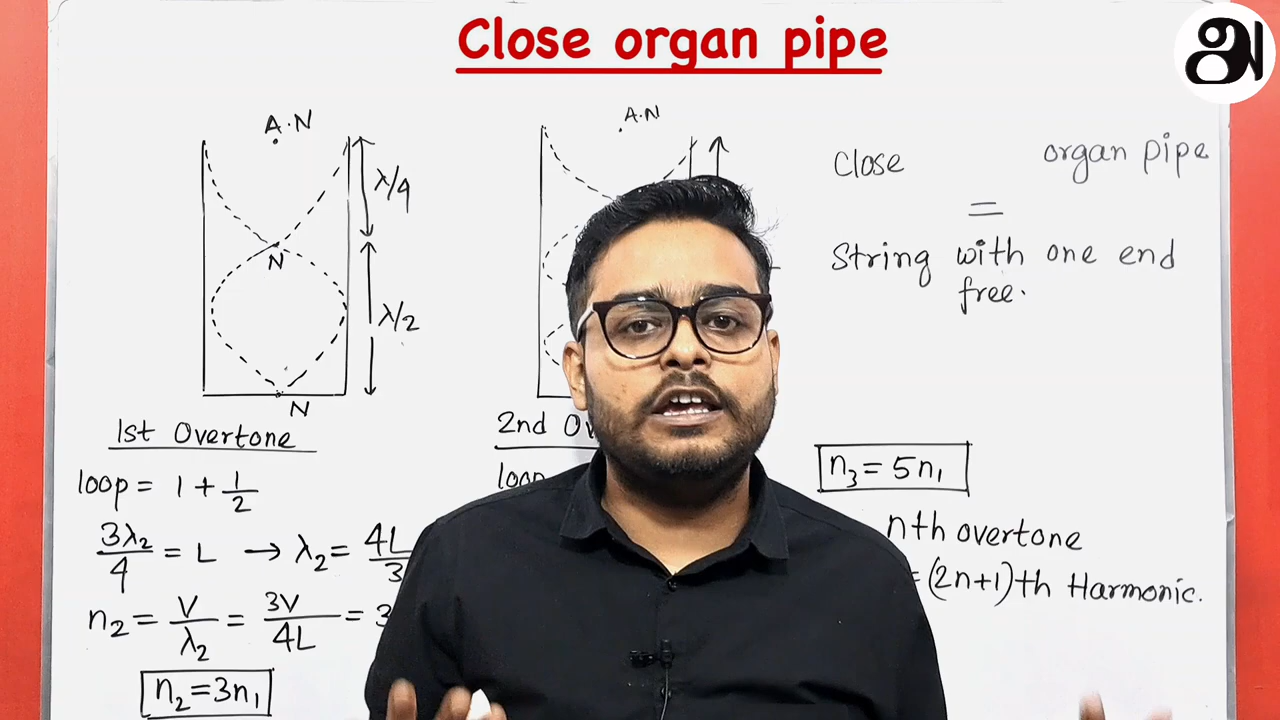 Close organ pipe
A.N
λ/4
N
λ/2
N
1st Overtone
loop = 1 + 1/2
3λ₂/4 = L → λ₂ = 4L/3
n₂ = V/λ₂ = 3V/4L = 3
n₂ = 3n₁
A.N
2nd
loop
Close organ pipe
=
String with one end
free.
n₃ = 5n₁
nth overtone
= (2n+1)th Harmonic.